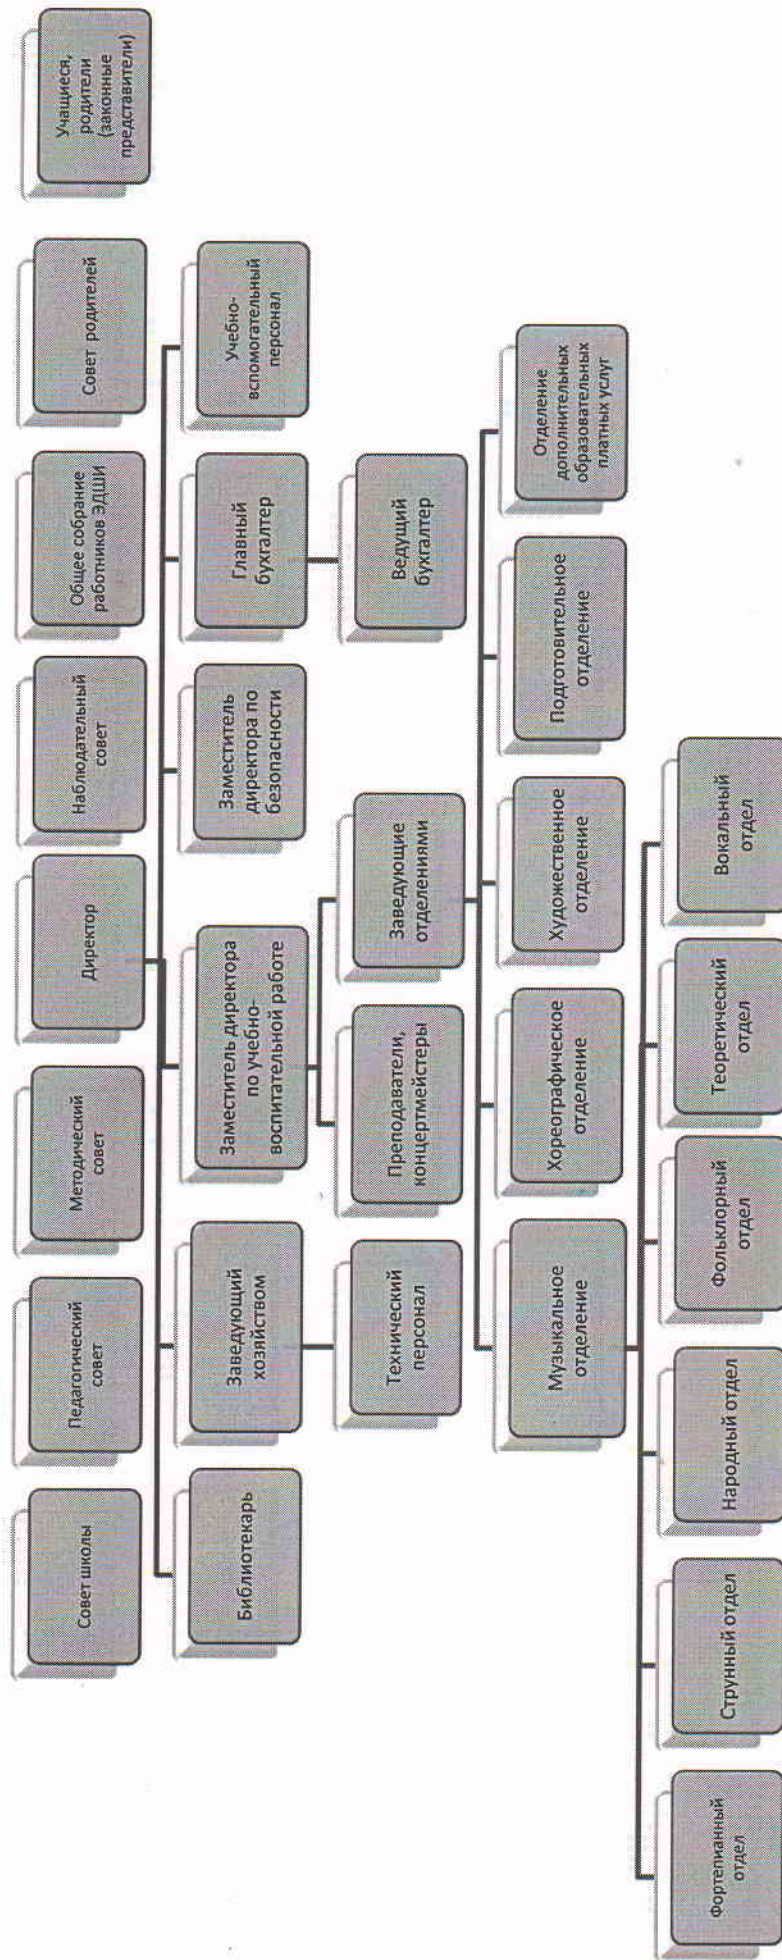 Совет школы
Педагогический
совет
Методический
совет
Директор
Наблюдательный
совет
Общее собрание
работников ЭДШИ
Совет родителей
Учащиеся,
родители
(законные
представители)
Библиотекарь
Заведующий
хозяйством
Заместитель директора
по учебно-
воспитательной работе
Заместитель
директора по
безопасности
Главный
бухгалтер
Учебно-
вспомогательный
персонал
Технический
персонал
Преподаватели,
концертмейстеры
Заведующие
отделениями
Ведущий
бухгалтер
Музыкальное
отделение
Хореографическое
отделение
Художественное
отделение
Подготовительное
отделение
Отделение
дополнительных
образовательных
платных услуг
Фортепианный
отдел
Струнный отдел
Народный отдел
Фольклорный
отдел
Теоретический
отдел
Вокальный
отдел